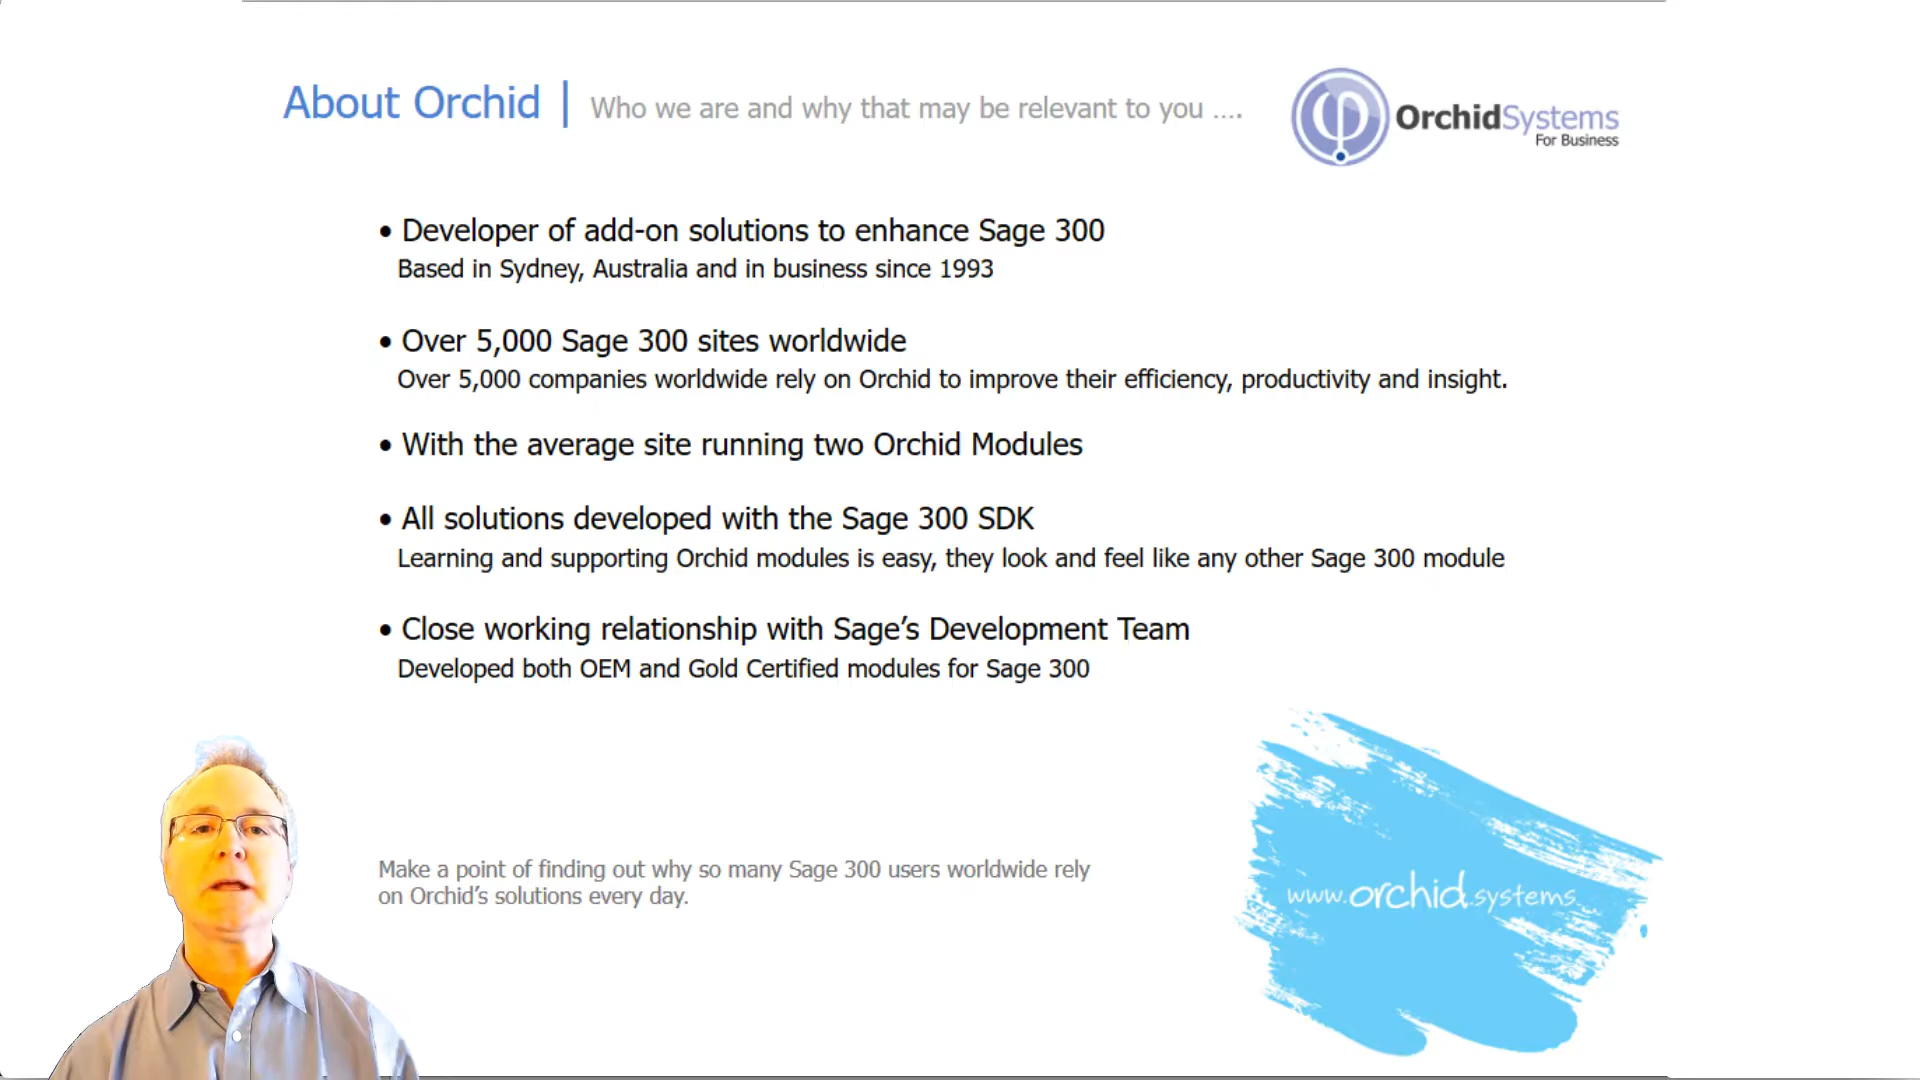 About Orchid | Who we are and why that may be relevant to you ....
OrchidSystems
For Business
• Developer of add-on solutions to enhance Sage 300
Based in Sydney, Australia and in business since 1993
• Over 5,000 Sage 300 sites worldwide
Over 5,000 companies worldwide rely on Orchid to improve their efficiency, productivity and insight.
• With the average site running two Orchid Modules
• All solutions developed with the Sage 300 SDK
Learning and supporting Orchid modules is easy, they look and feel like any other Sage 300 module
• Close working relationship with Sage’s Development Team
Developed both OEM and Gold Certified modules for Sage 300
Make a point of finding out why so many Sage 300 users worldwide rely
on Orchid’s solutions every day.
www.orchid.systems